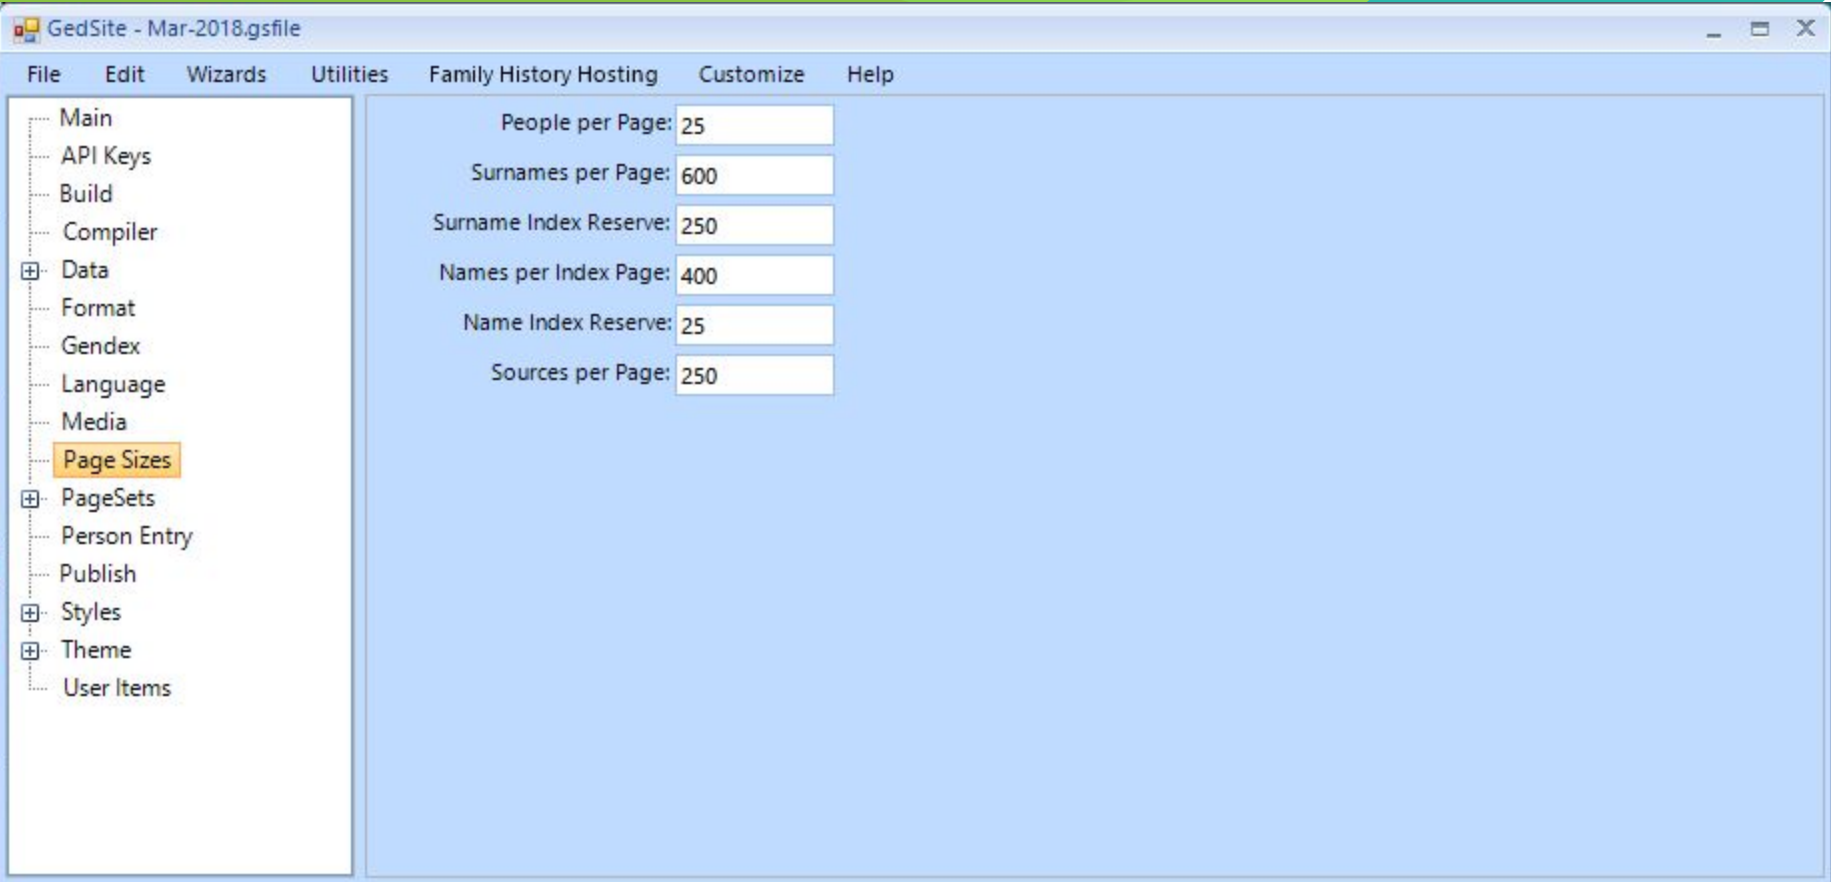 GedSite - Mar-2018.gsfile
File Edit Wizards Utilities Family History Hosting Customize Help
Main
API Keys
Build
Compiler
Data
Format
Gendex
Language
Media
Page Sizes
PageSets
Person Entry
Publish
Styles
Theme
User Items
People per Page: 25
Surnames per Page: 600
Surname Index Reserve: 250
Names per Index Page: 400
Name Index Reserve: 25
Sources per Page: 250